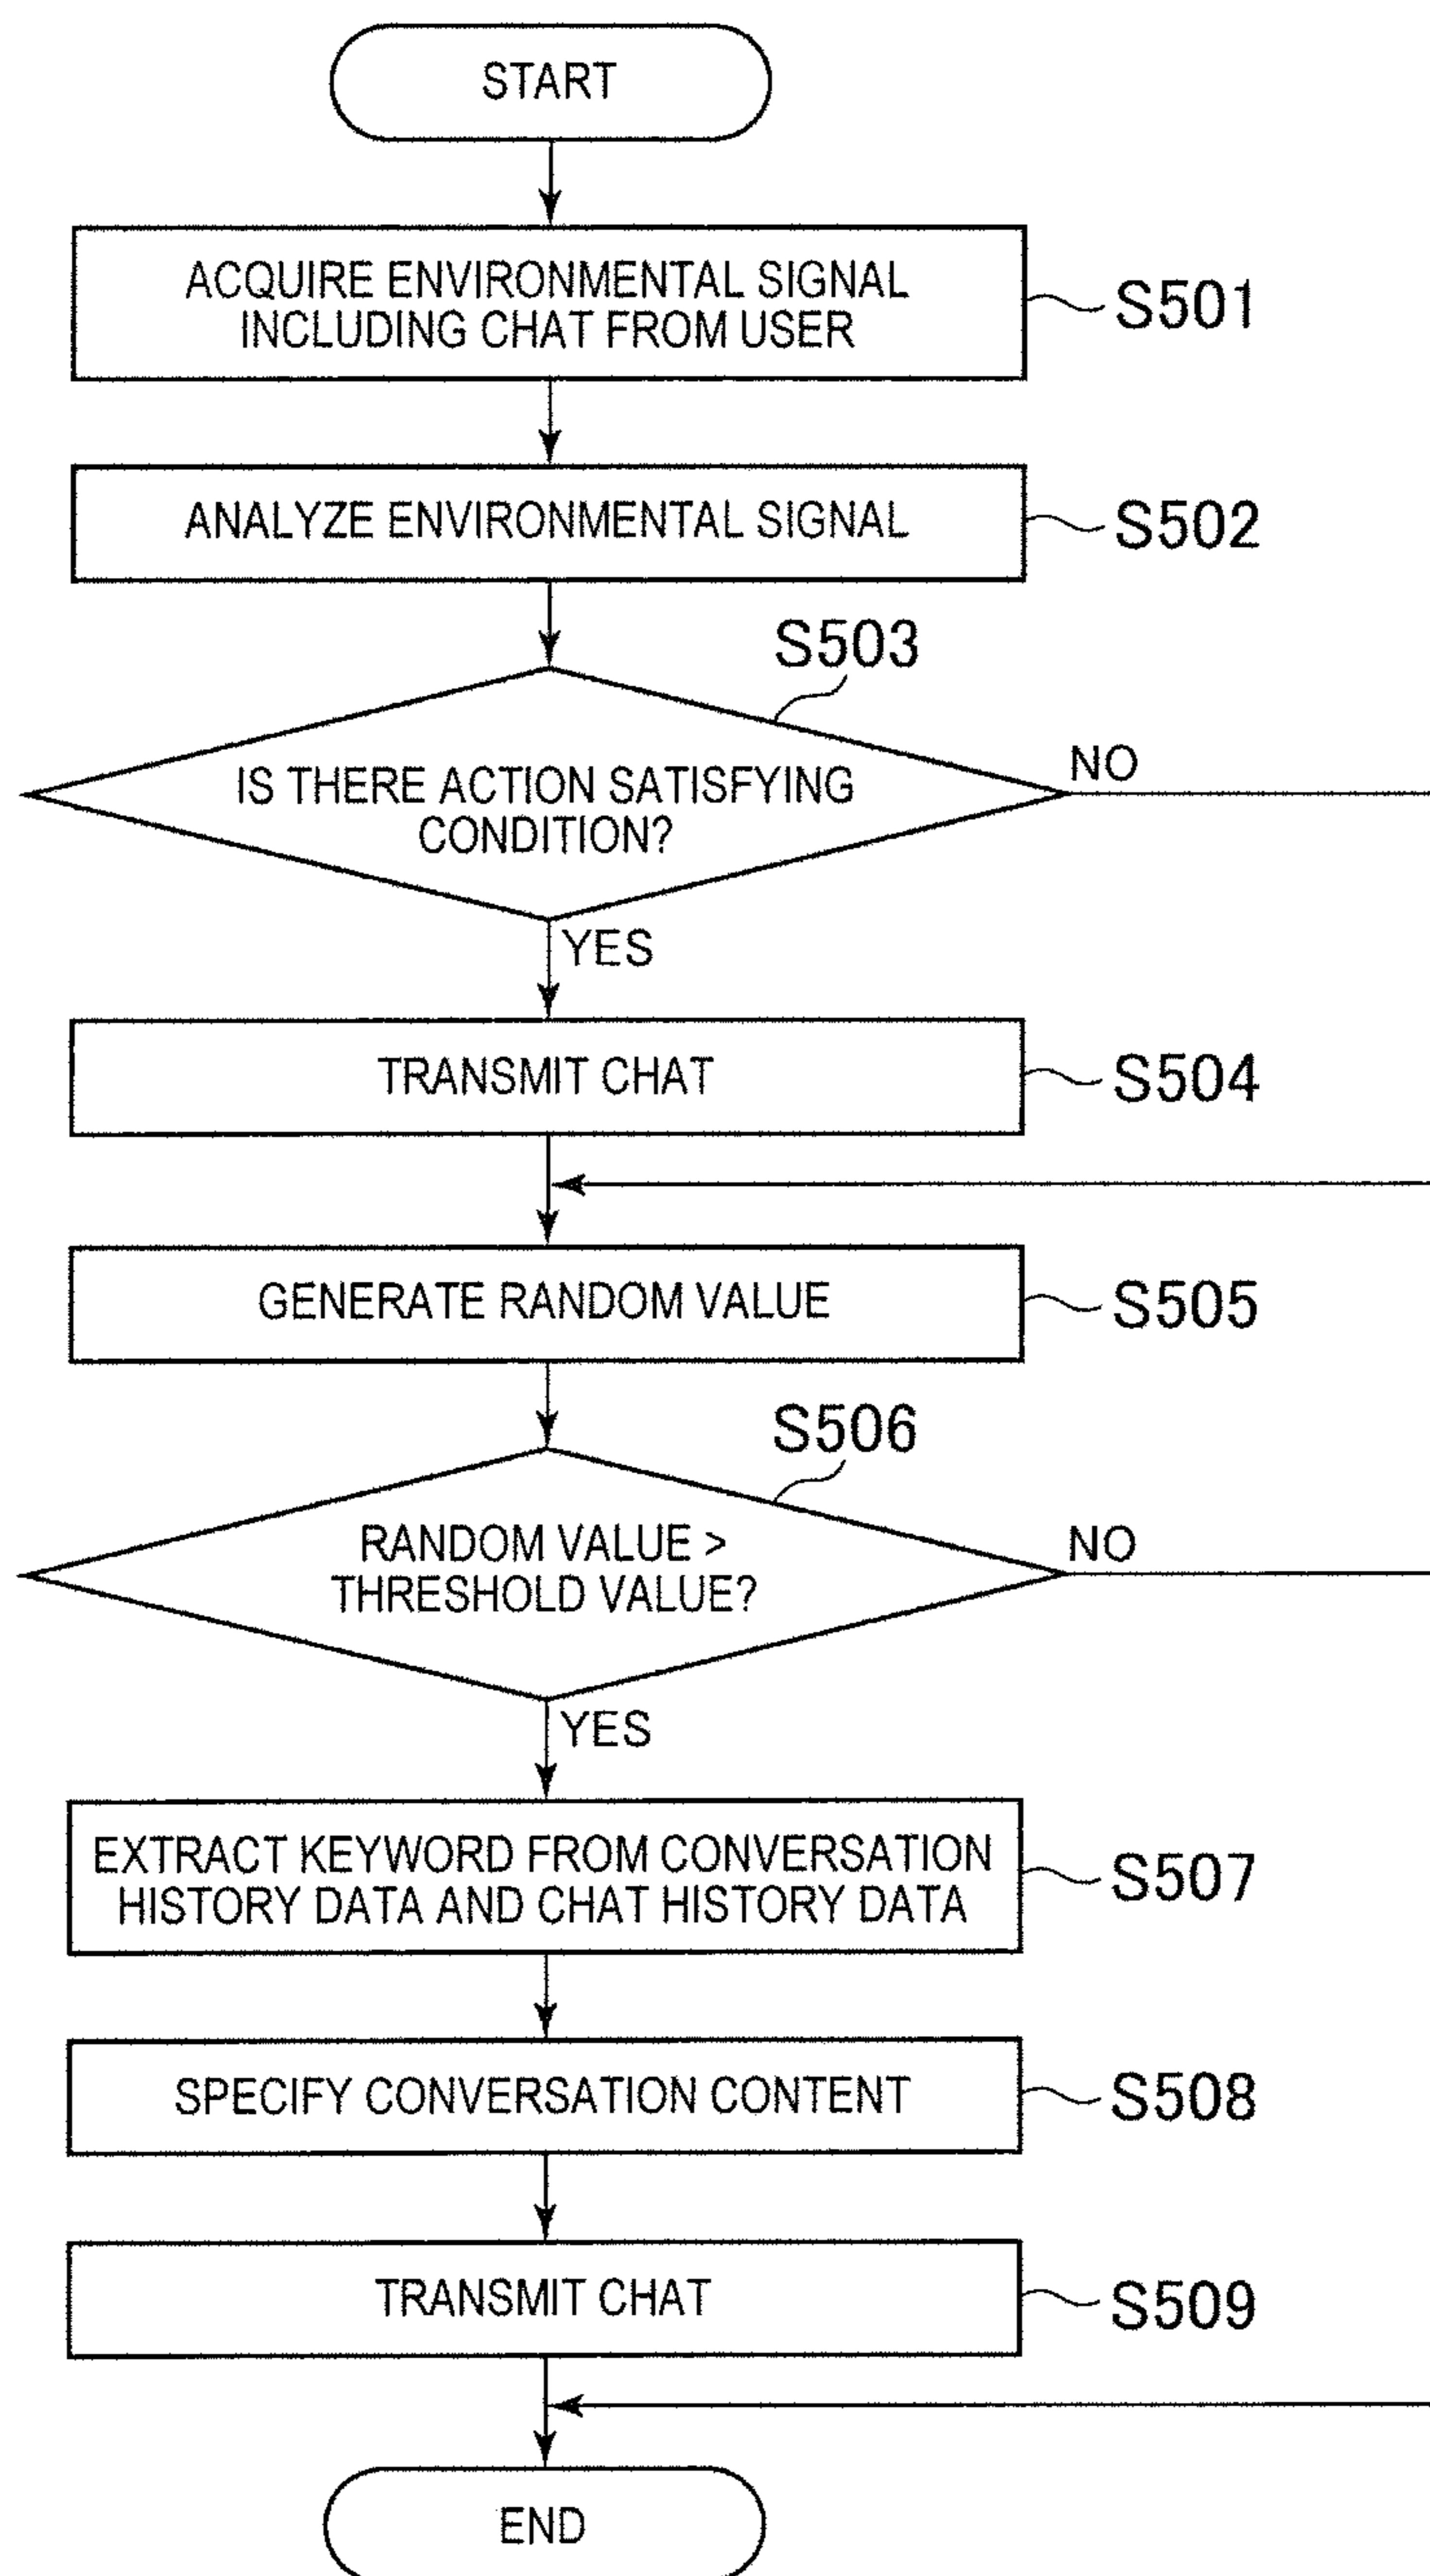 START
ACQUIRE ENVIRONMENTAL SIGNAL
INCLUDING CHAT FROM USER
S501
ANALYZE ENVIRONMENTAL SIGNAL
S502
S503
IS THERE ACTION SATISFYING
CONDITION?
NO
YES
TRANSMIT CHAT
S504
GENERATE RANDOM VALUE
S505
S506
RANDOM VALUE >
THRESHOLD VALUE?
NO
YES
EXTRACT KEYWORD FROM CONVERSATION
HISTORY DATA AND CHAT HISTORY DATA
S507
SPECIFY CONVERSATION CONTENT
S508
TRANSMIT CHAT
S509
END